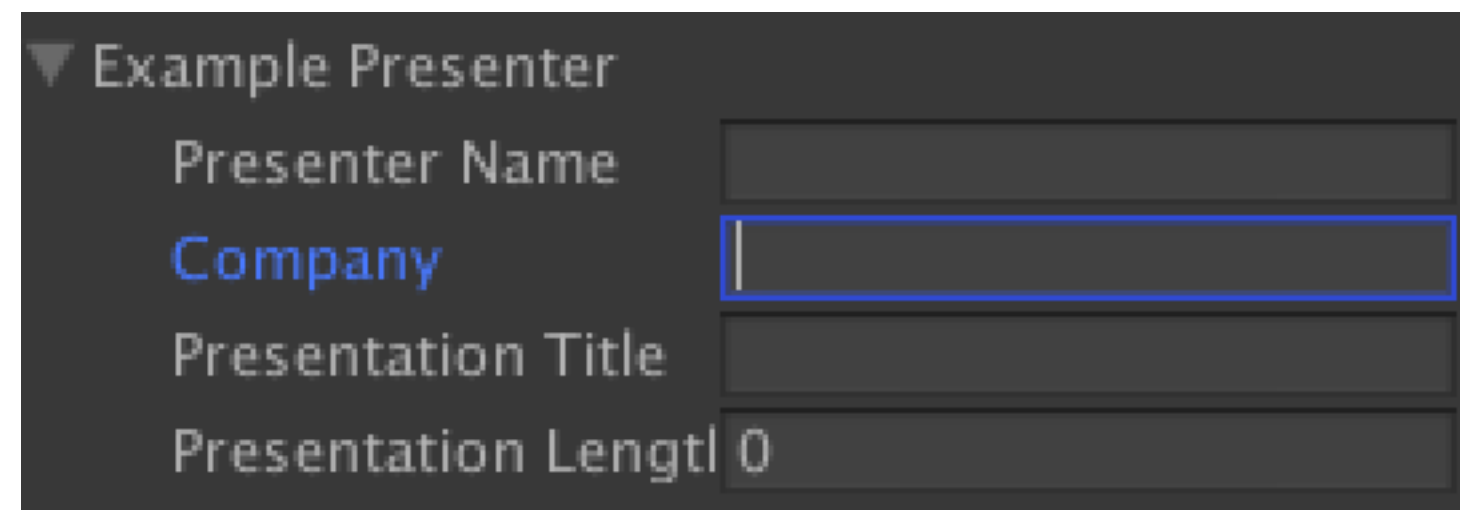 Example Presenter
Presenter Name
Company
Presentation Title
Presentation Lengtl 0